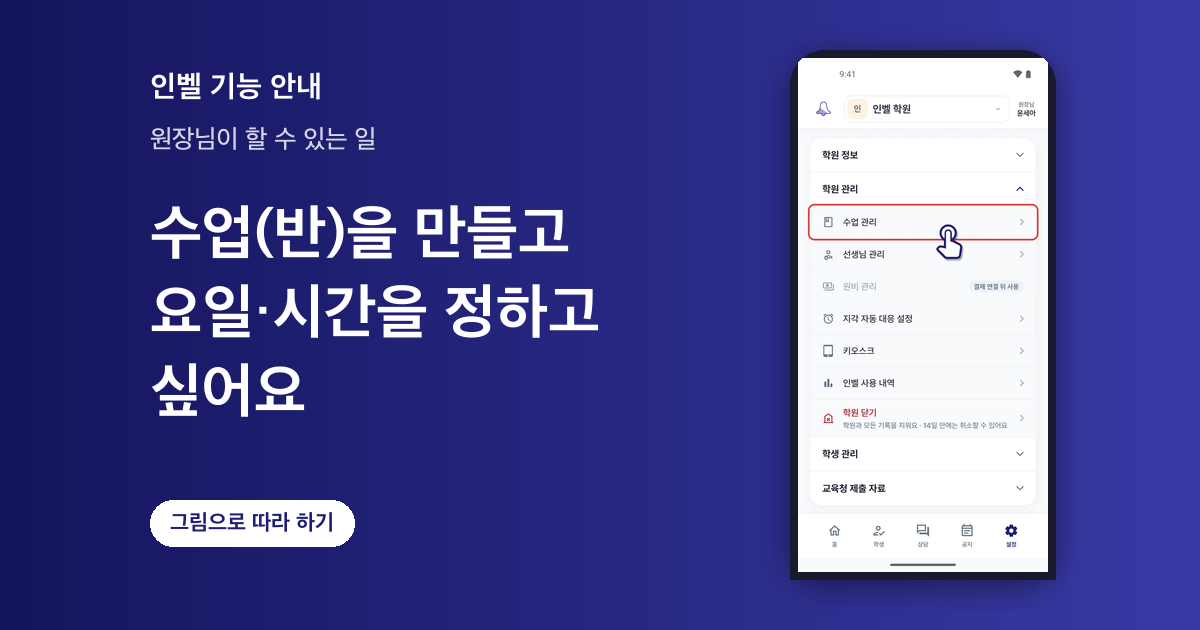 인벨 기능 안내
원장님이 할 수 있는 일
수업(반)을 만들고
요일·시간을 정하고
싶어요
그림으로 따라 하기
9:41
인 인벨 학원
원장님
윤세아
학원 정보
학원 관리
수업 관리
선생님 관리
원비 관리 결제 연결 뒤 사용
지각 자동 대응 설정
키오스크
인벨 사용 내역
학원 닫기
학원과 모든 기록을 지워요 · 14일 안에는 취소할 수 있어요
학생 관리
교육청 제출 자료
홈 학생 상담 공지 설정